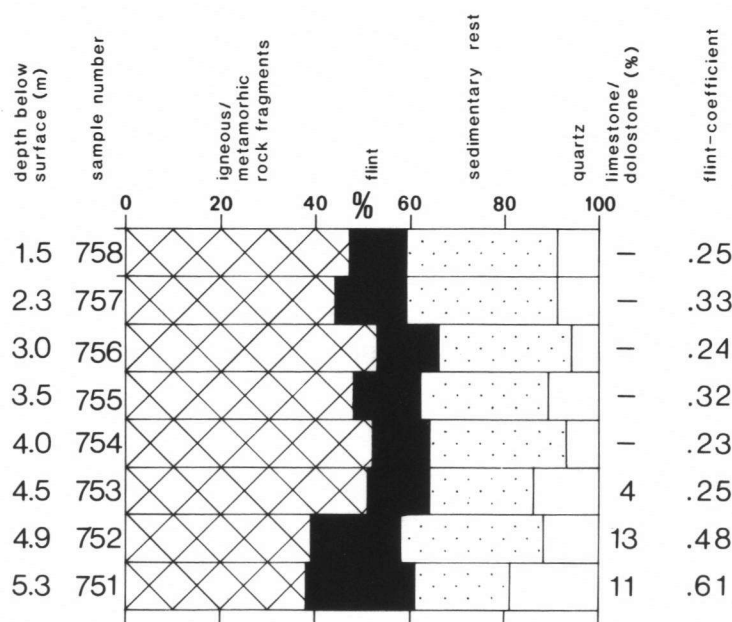 depth below
surface (m)
sample number
igneous/
metamorhic
rock fragments
flint
sedimentary rest
quartz
limestone/
dolostone (%)
flint-coefficient
0 20 40 % 60 80 100
1.5 758 – .25
2.3 757 – .33
3.0 756 – .24
3.5 755 – .32
4.0 754 – .23
4.5 753 4 .25
4.9 752 13 .48
5.3 751 11 .61